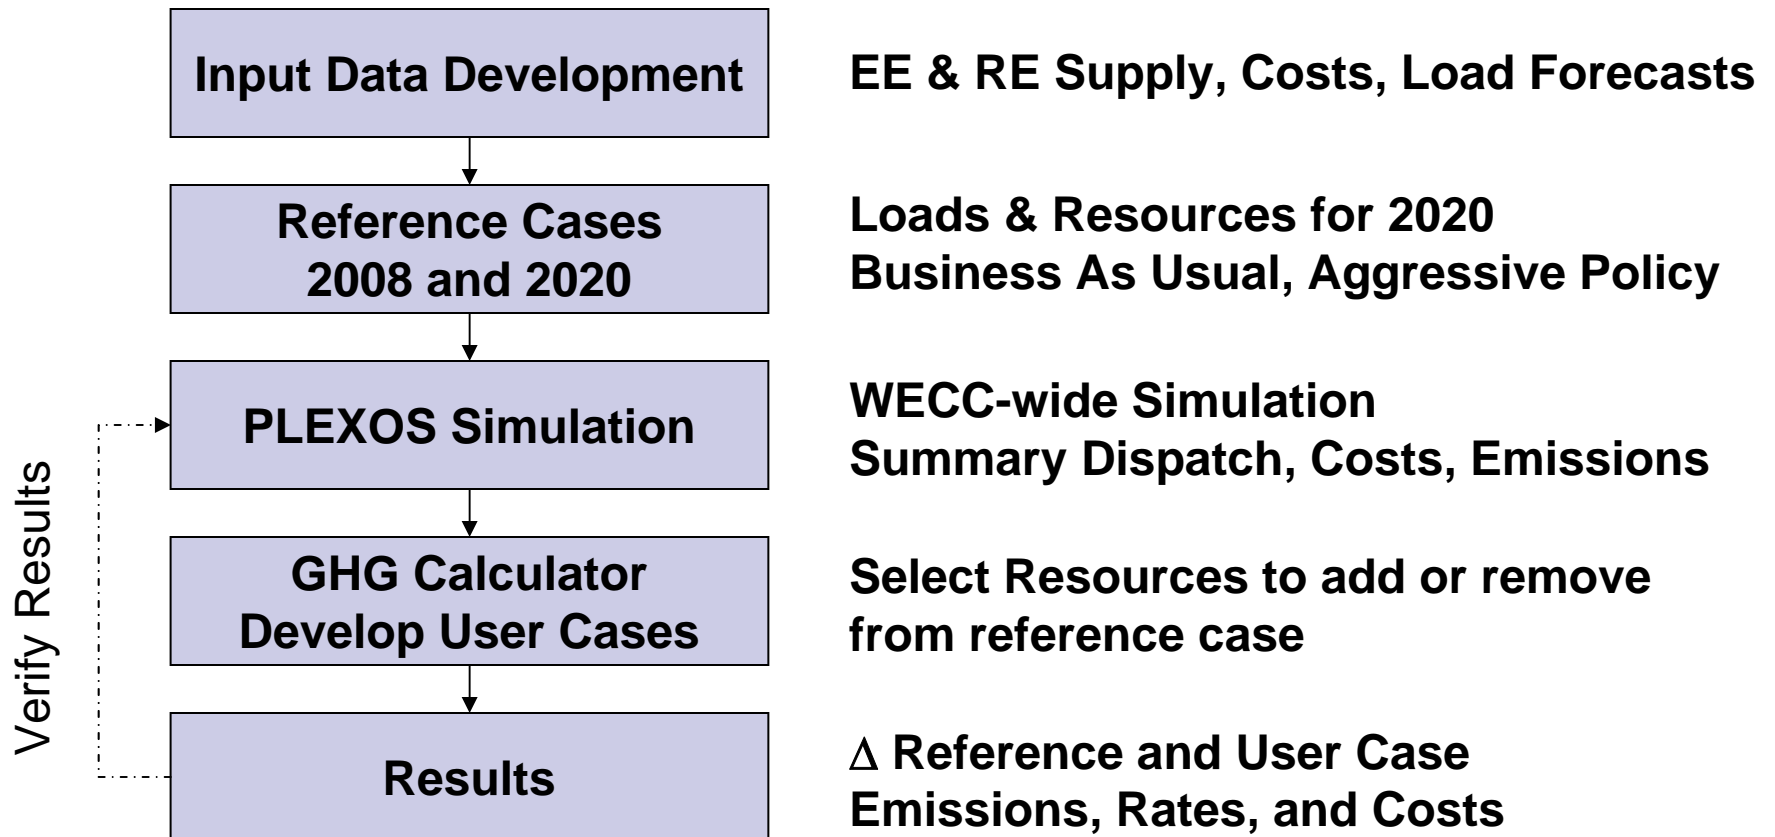 Input Data Development
EE & RE Supply, Costs, Load Forecasts
Reference Cases
2008 and 2020
Loads & Resources for 2020
Business As Usual, Aggressive Policy
PLEXOS Simulation
WECC-wide Simulation
Summary Dispatch, Costs, Emissions
GHG Calculator
Develop User Cases
Select Resources to add or remove
from reference case
Results
Δ Reference and User Case
Emissions, Rates, and Costs
Verify Results